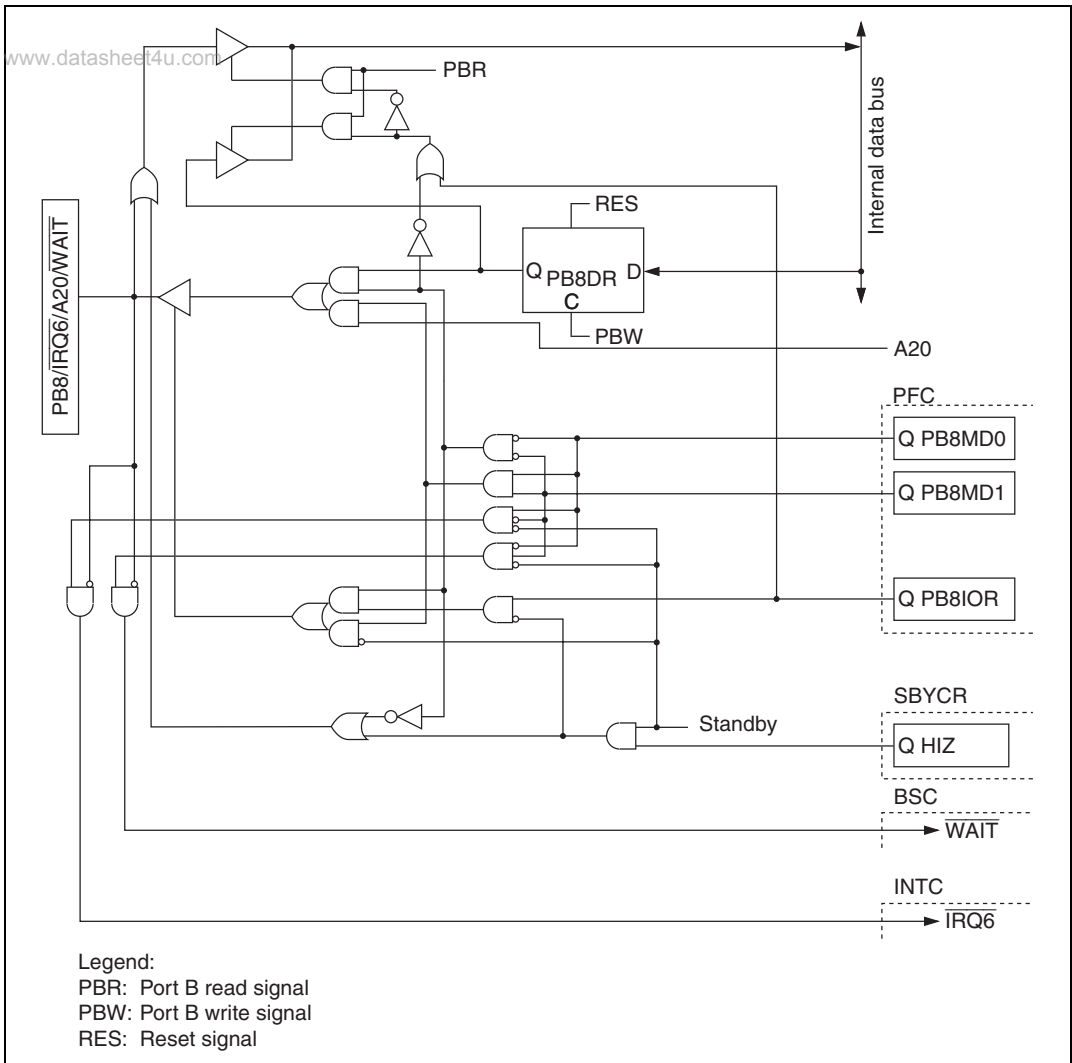 www.datasheet4u.com
PBR
Internal data bus
RES
PB8/IRQ6/A20/WAIT
Q PB8DR D
C
PBW
A20
PFC
Q PB8MD0
Q PB8MD1
Q PB8IOR
SBYCR
Standby
Q HIZ
BSC
WAIT
INTC
IRQ6
Legend:
PBR: Port B read signal
PBW: Port B write signal
RES: Reset signal